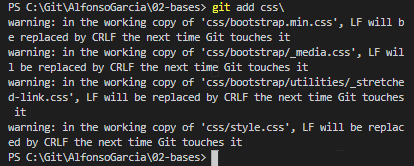 PS C:\Git\AlfonsoGarcia\02-bases> git add css\
warning: in the working copy of 'css/bootstrap.min.css', LF will b
e replaced by CRLF the next time Git touches it
warning: in the working copy of 'css/bootstrap/_media.css', LF wil
l be replaced by CRLF the next time Git touches it
warning: in the working copy of 'css/bootstrap/utilities/_stretche
d-link.css', LF will be replaced by CRLF the next time Git touches
 it
warning: in the working copy of 'css/style.css', LF will be replac
ed by CRLF the next time Git touches it
PS C:\Git\AlfonsoGarcia\02-bases>